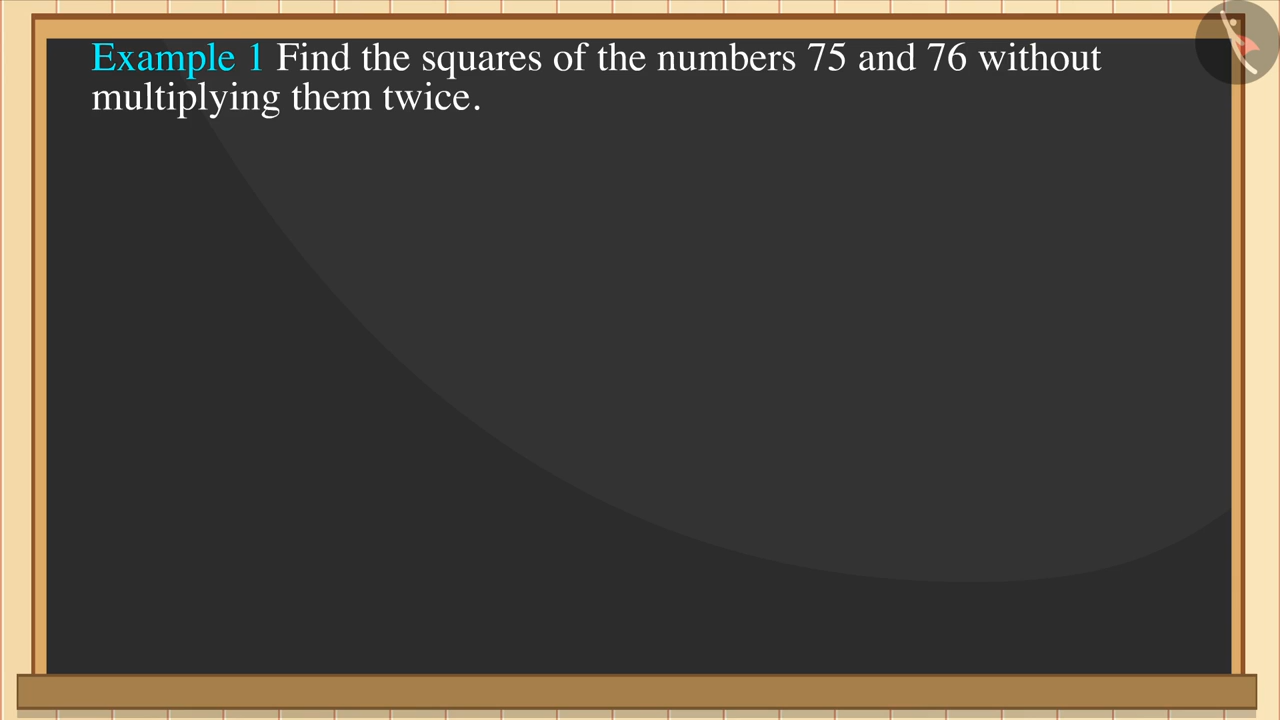 Example 1 Find the squares of the numbers 75 and 76 without
multiplying them twice.